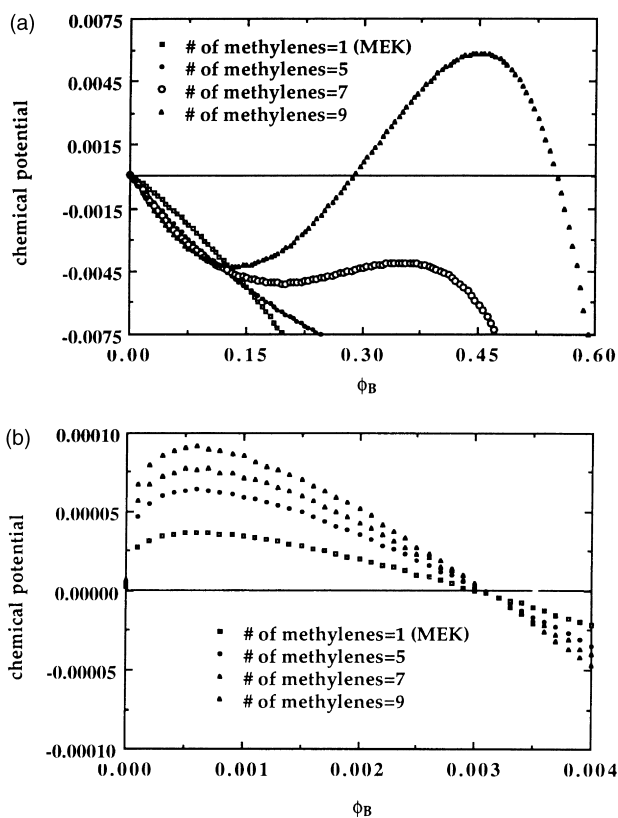 (a)
0.0075
0.0045
0.0015
-0.0015
-0.0045
-0.0075
chemical potential
# of methylenes=1 (MEK)
# of methylenes=5
# of methylenes=7
# of methylenes=9
0.00 0.15 0.30 0.45 0.60
ϕB
(b)
0.00010
0.00005
0.00000
-0.00005
-0.00010
chemical potential
# of methylenes=1 (MEK)
# of methylenes=5
# of methylenes=7
# of methylenes=9
0.000 0.001 0.002 0.003 0.004
ϕB